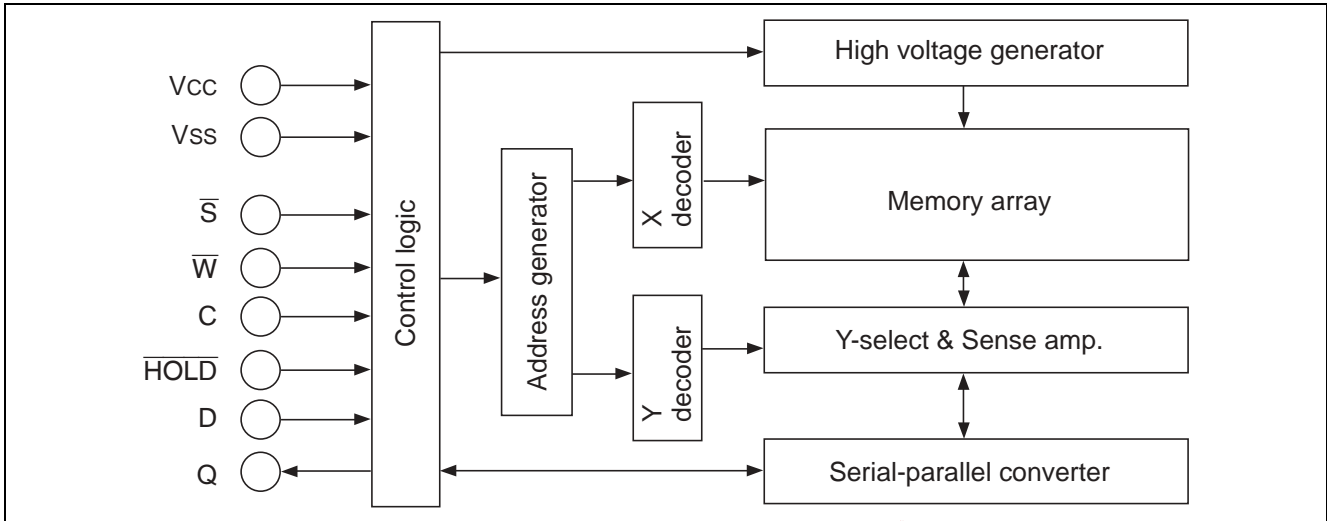 VCC
VSS
S̅
W̅
C
H̅O̅L̅D̅
D
Q
Control logic
Address generator
X
decoder
Y
decoder
High voltage generator
Memory array
Y-select & Sense amp.
Serial-parallel converter